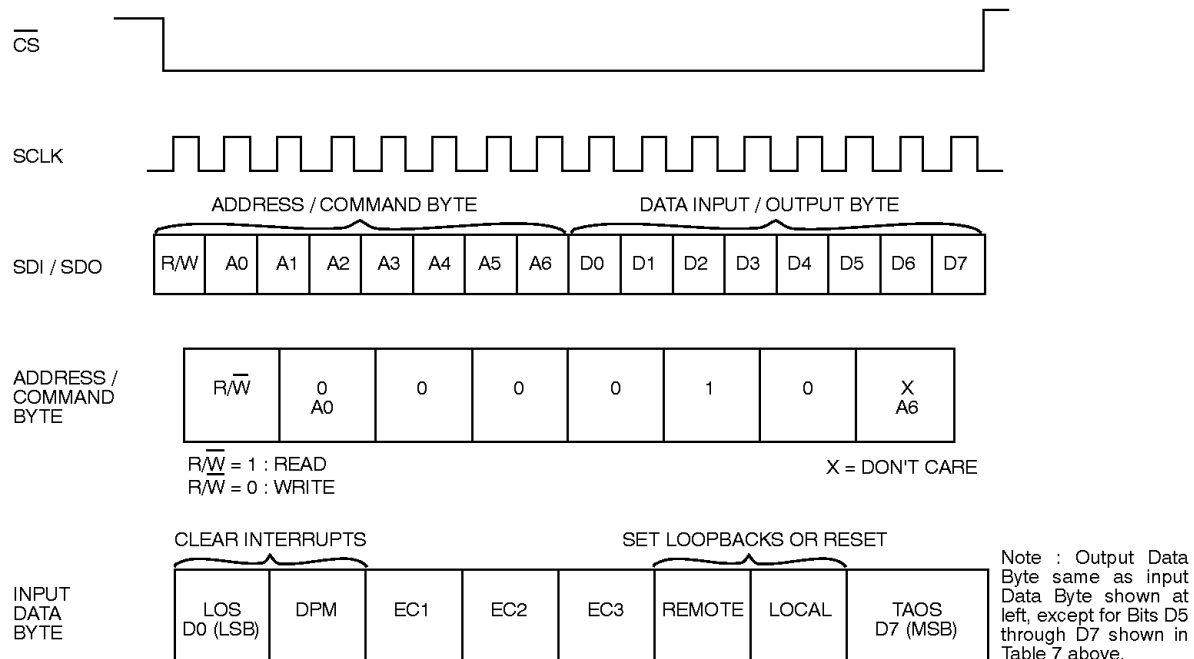 C̅S̅
SCLK
ADDRESS / COMMAND BYTE DATA INPUT / OUTPUT BYTE
SDI / SDO R/W A0 A1 A2 A3 A4 A5 A6 D0 D1 D2 D3 D4 D5 D6 D7
ADDRESS /
COMMAND
BYTE
R/W̅ 0 0 0 0 1 0 X
A0 A6
R/W̅ = 1 : READ X = DON'T CARE
R/W̅ = 0 : WRITE
CLEAR INTERRUPTS SET LOOPBACKS OR RESET
INPUT
DATA
BYTE
LOS DPM EC1 EC2 EC3 REMOTE LOCAL TAOS
D0 (LSB) D7 (MSB)
Note : Output Data
Byte same as input
Data Byte shown at
left, except for Bits D5
through D7 shown in
Table 7 above.